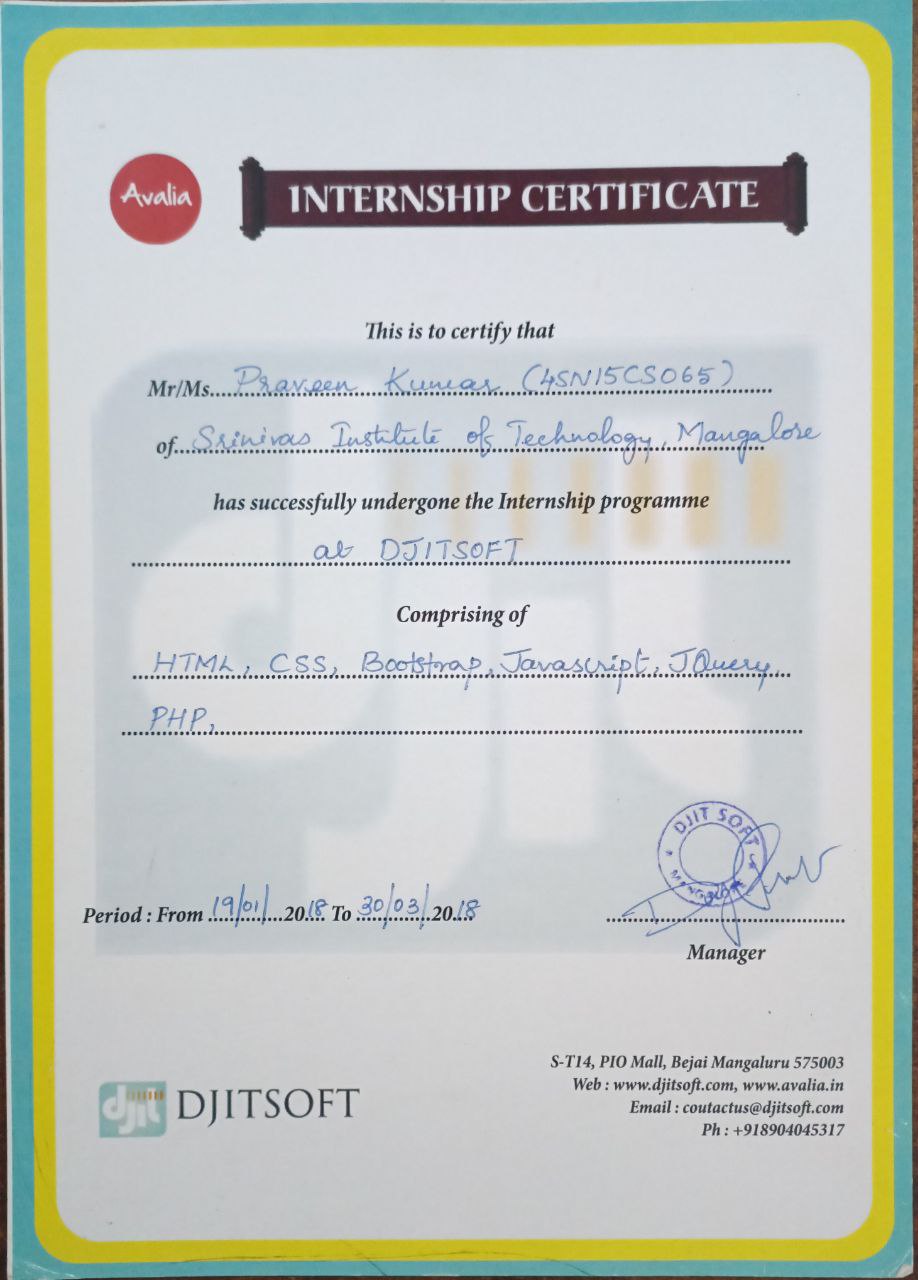 Avalia
INTERNSHIP CERTIFICATE
This is to certify that
Mr/Ms. Praveen Kumar (4SN15CS065)
of Srinivas Institute of Technology, Mangalore
has successfully undergone the Internship programme
at DJITSOFT
Comprising of
HTML, CSS, Bootstrap, Javascript, JQuery,
PHP,
DJIT SOFT
MANGALORE
Period : From 19/01/2018 To 30/03/2018
Manager
S-T14, PIO Mall, Bejai Mangaluru 575003
Web : www.djitsoft.com, www.avalia.in
Email : coutactus@djitsoft.com
Ph : +918904045317
djit DJITSOFT